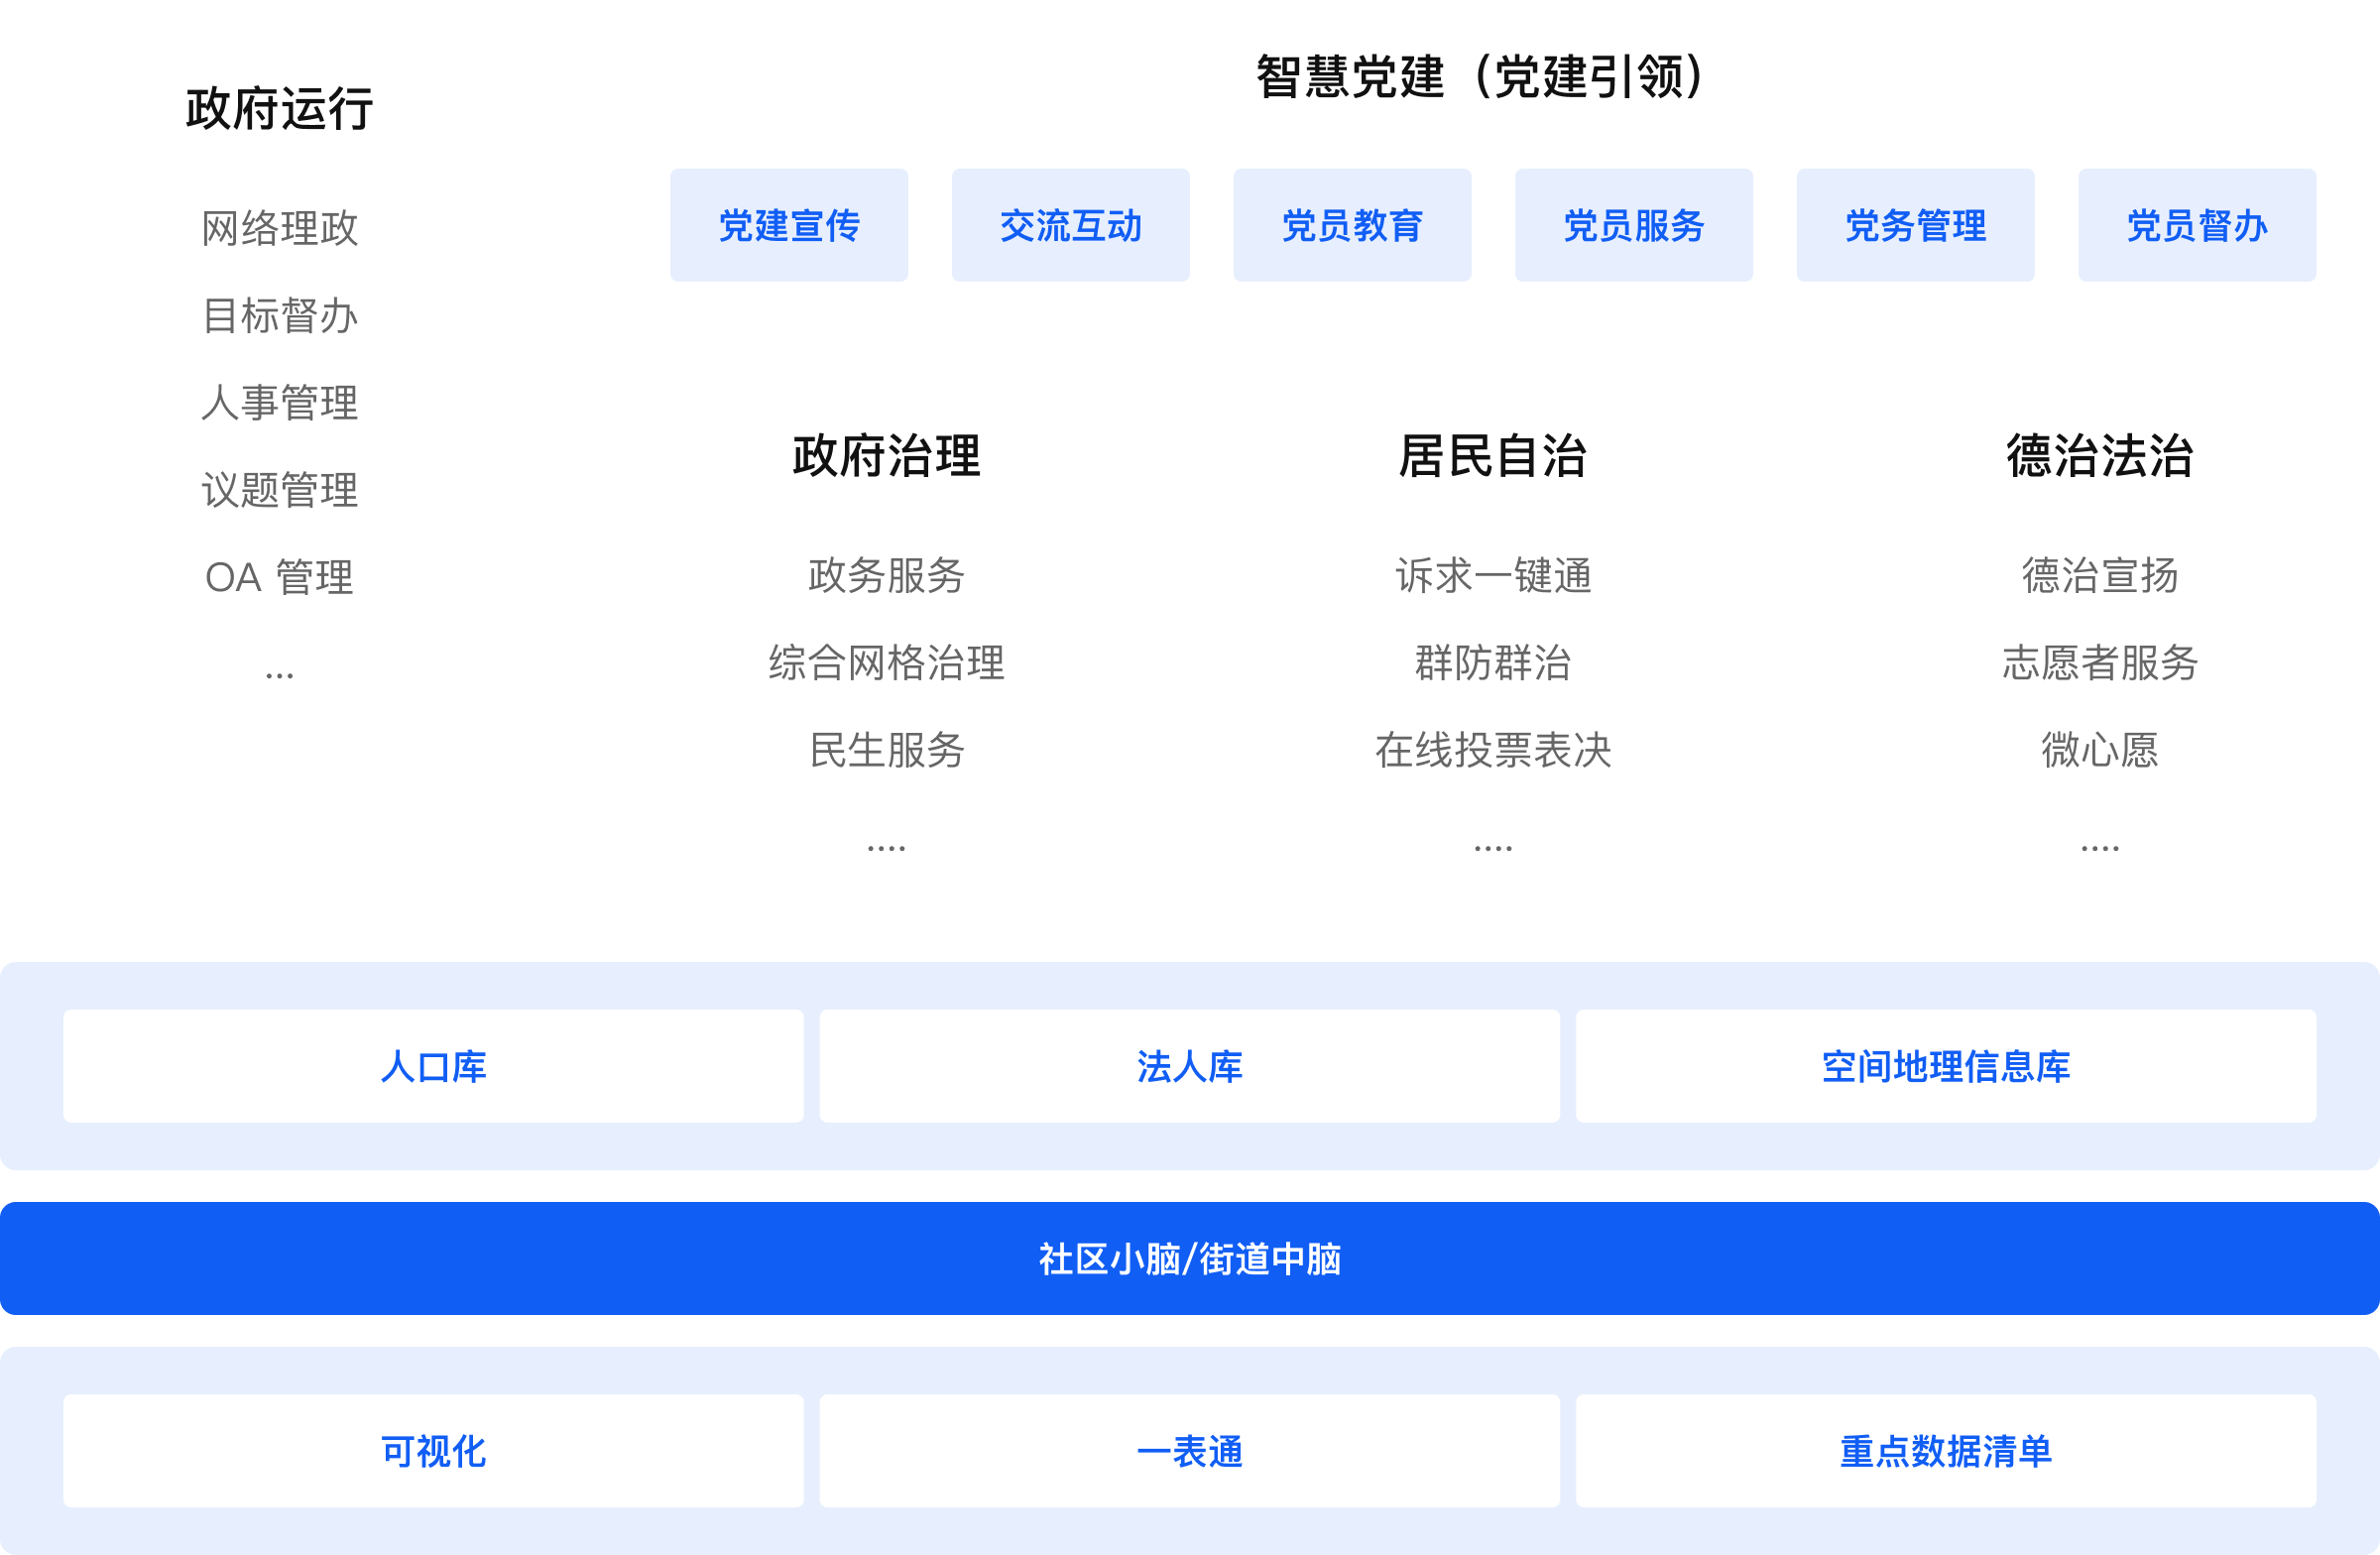 政府运行
网络理政
目标督办
人事管理
议题管理
OA 管理
...
智慧党建（党建引领）
党建宣传
交流互动
党员教育
党员服务
党务管理
党员督办
政府治理
政务服务
综合网格治理
民生服务
....
居民自治
诉求一键通
群防群治
在线投票表决
....
德治法治
德治宣扬
志愿者服务
微心愿
....
人口库
法人库
空间地理信息库
社区小脑/街道中脑
可视化
一表通
重点数据清单